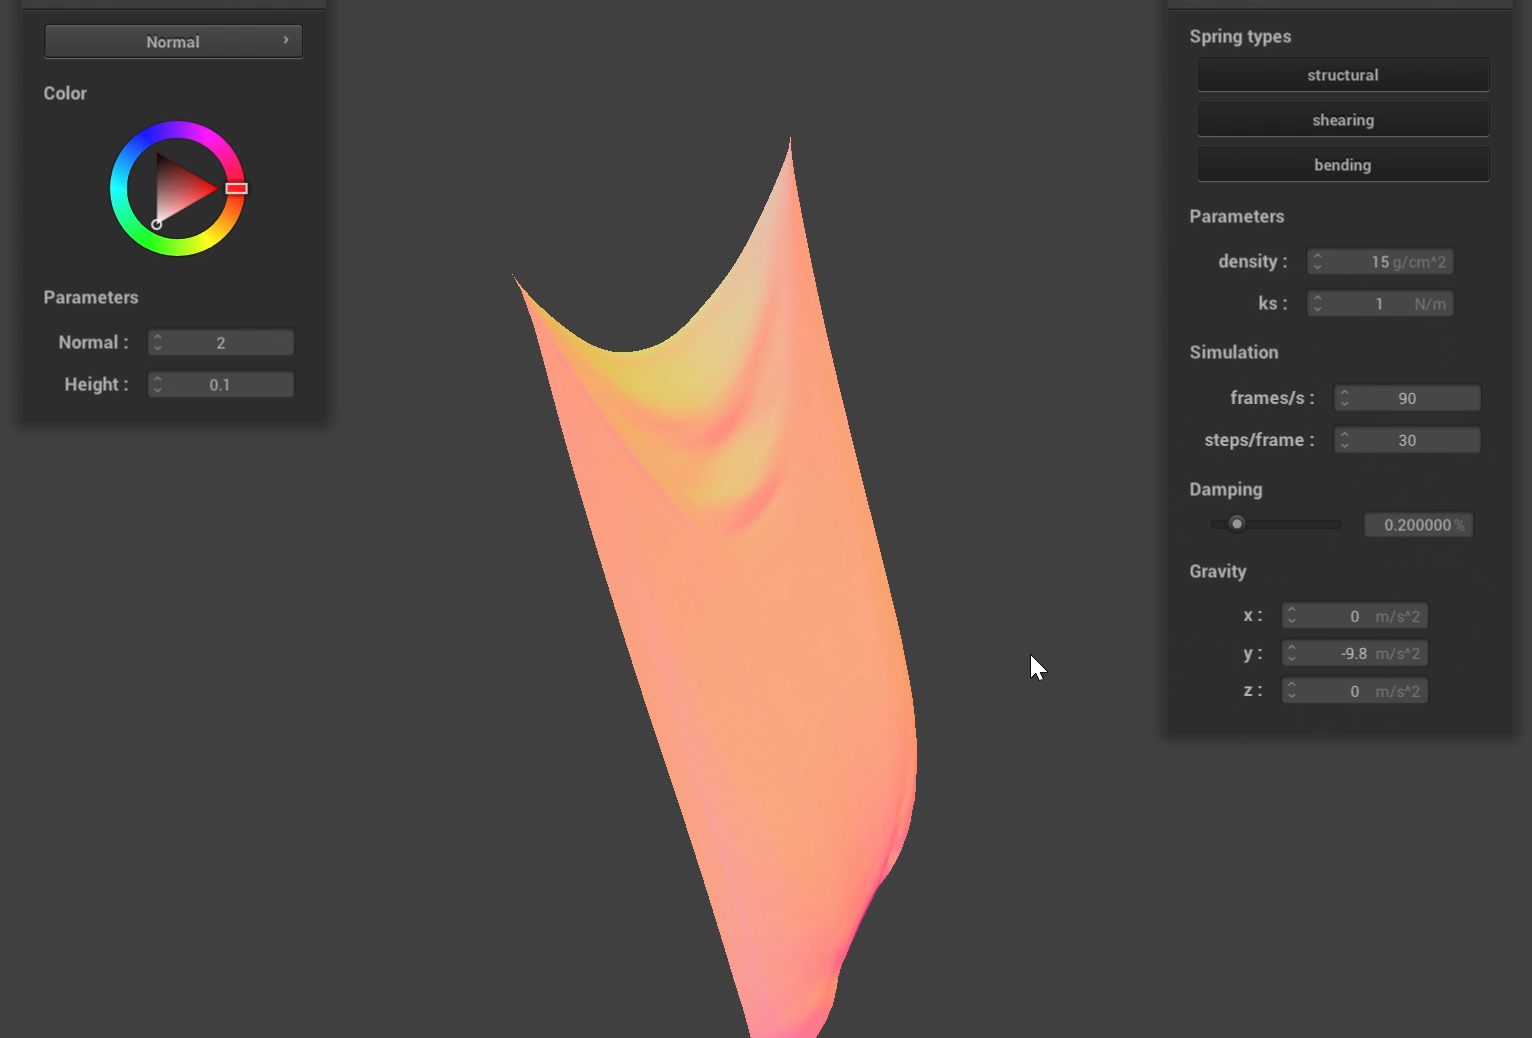 Normal
Color
Parameters
Normal : 2
Height : 0.1
Spring types
structural
shearing
bending
Parameters
density : 15 g/cm^2
ks : 1 N/m
Simulation
frames/s : 90
steps/frame : 30
Damping
0.200000 %
Gravity
x : 0 m/s^2
y : -9.8 m/s^2
z : 0 m/s^2